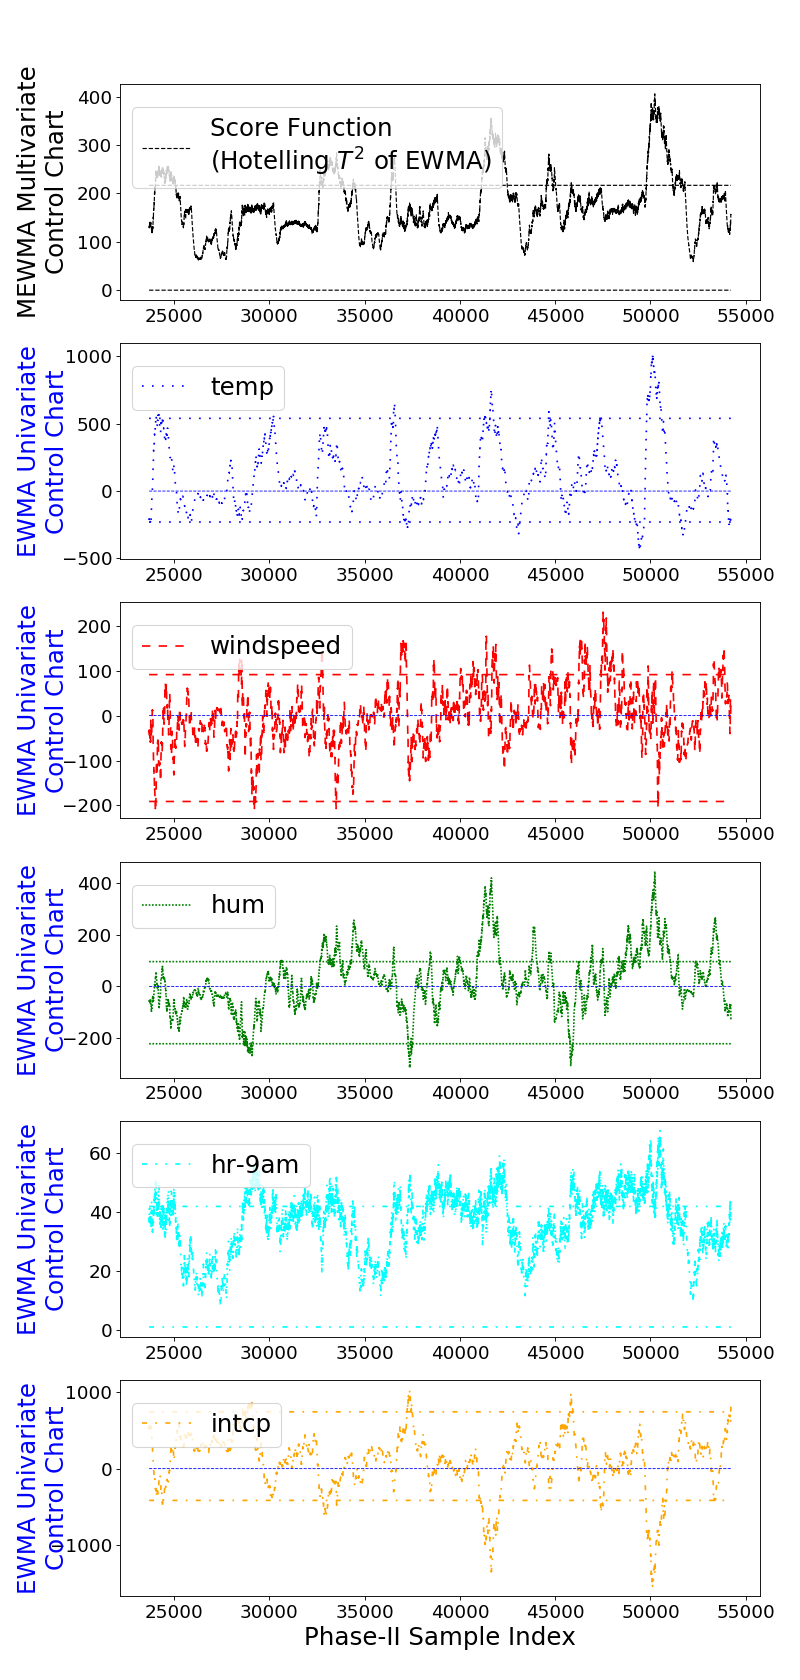 MEWMA Multivariate
Control Chart
400
300
200
100
0
Score Function
(Hotelling T² of EWMA)
25000 30000 35000 40000 45000 50000 55000
EWMA Univariate
Control Chart
1000
500
0
−500
temp
25000 30000 35000 40000 45000 50000 55000
EWMA Univariate
Control Chart
200
100
0
−100
−200
windspeed
25000 30000 35000 40000 45000 50000 55000
EWMA Univariate
Control Chart
400
200
0
−200
hum
25000 30000 35000 40000 45000 50000 55000
EWMA Univariate
Control Chart
60
40
20
0
hr-9am
25000 30000 35000 40000 45000 50000 55000
EWMA Univariate
Control Chart
1000
0
−1000
intcp
25000 30000 35000 40000 45000 50000 55000
Phase-II Sample Index